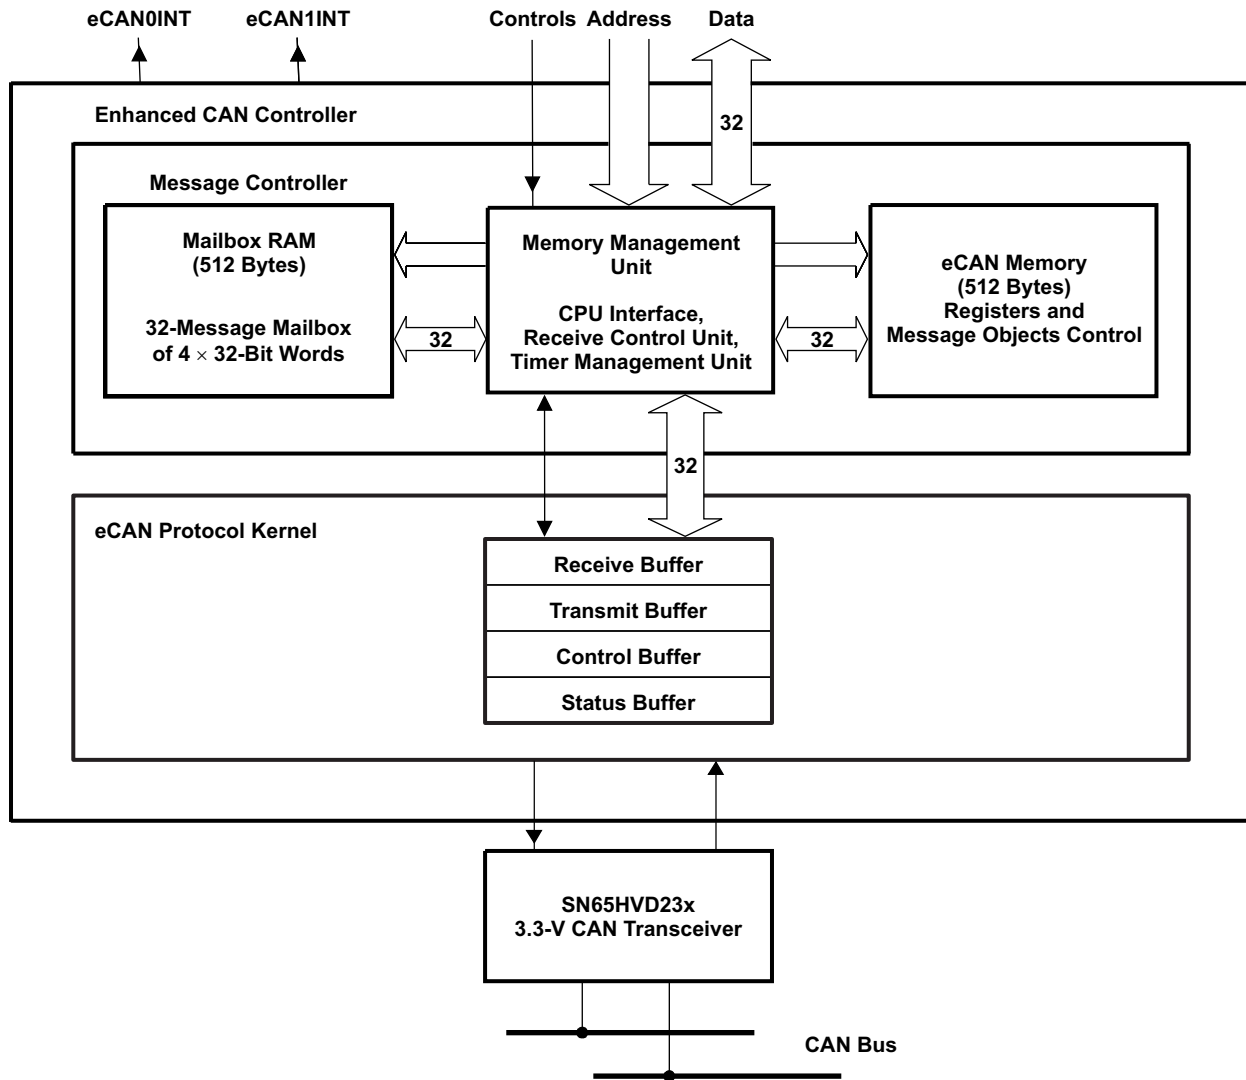 eCAN0INT
eCAN1INT
Controls
Address
Data
32
Enhanced CAN Controller
Message Controller
Mailbox RAM
(512 Bytes)
32-Message Mailbox
of 4 × 32-Bit Words
32
Memory Management
Unit
CPU Interface,
Receive Control Unit,
Timer Management Unit
32
eCAN Memory
(512 Bytes)
Registers and
Message Objects Control
32
eCAN Protocol Kernel
Receive Buffer
Transmit Buffer
Control Buffer
Status Buffer
SN65HVD23x
3.3-V CAN Transceiver
CAN Bus